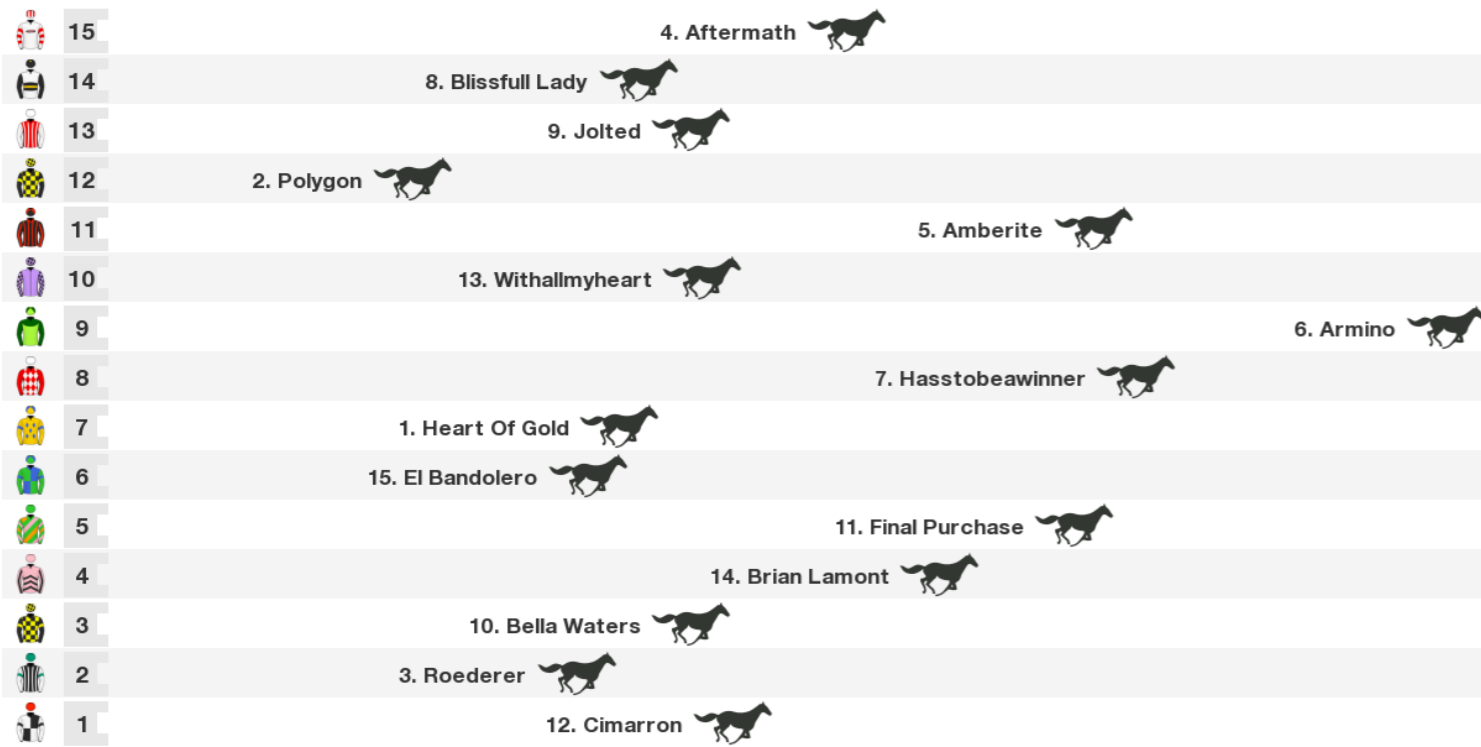 15 4. Aftermath
14 8. Blissfull Lady
13 9. Jolted
12 2. Polygon
11 5. Amberite
10 13. Withallmyheart
9 6. Armino
8 7. Hasstobeawinner
7 1. Heart Of Gold
6 15. El Bandolero
5 11. Final Purchase
4 14. Brian Lamont
3 10. Bella Waters
2 3. Roederer
1 12. Cimarron